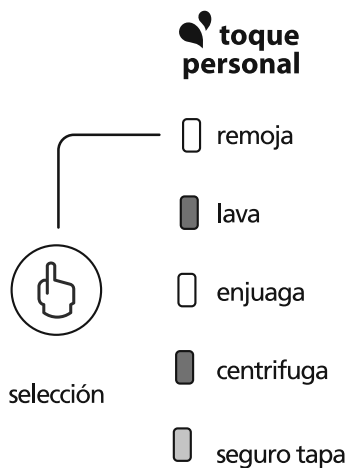 toque
personal
remoja
lava
enjuaga
centrifuga
selección
seguro tapa